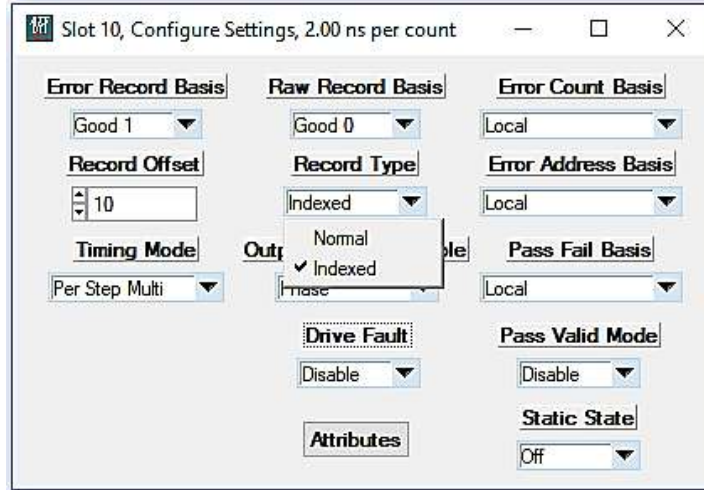 Slot 10, Configure Settings, 2.00 ns per count
Error Record Basis Raw Record Basis Error Count Basis
Good 1 Good 0 Local
Record Offset Record Type Error Address Basis
10 Indexed Local
Normal
Indexed
Timing Mode Pass Fail Basis
Per Step Multi Local
Drive Fault Pass Valid Mode
Disable Disable
Static State
Attributes
Off